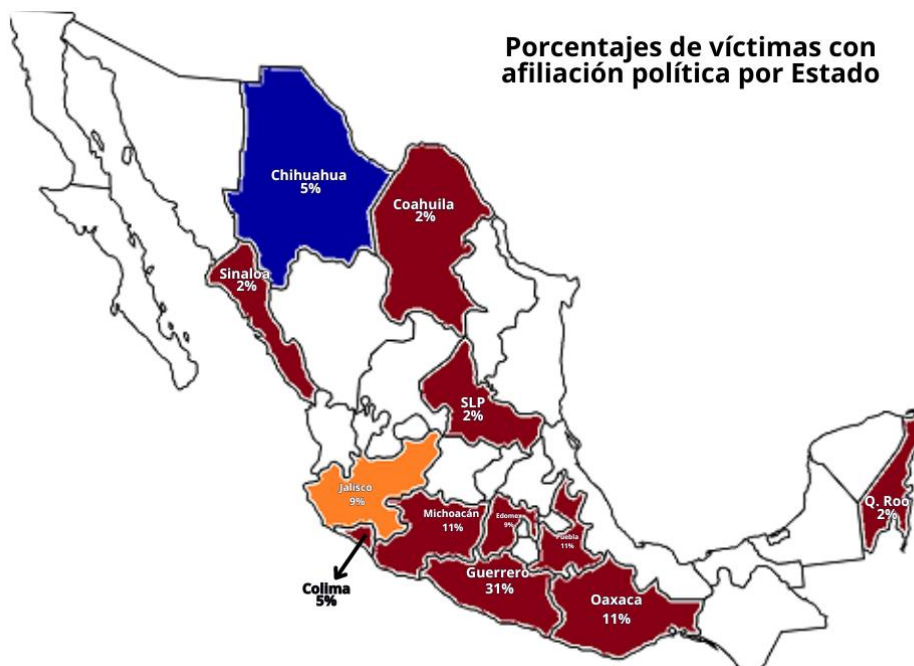 Porcentajes de víctimas con
afiliación política por Estado
Chihuahua
5%
Coahuila
2%
Sinaloa
2%
SLP
2%
Jalisco
9%
Michoacán
11%
Edomex
9%
Puebla
11%
Q. Roo
2%
Guerrero
31%
Colima
5%
Oaxaca
11%